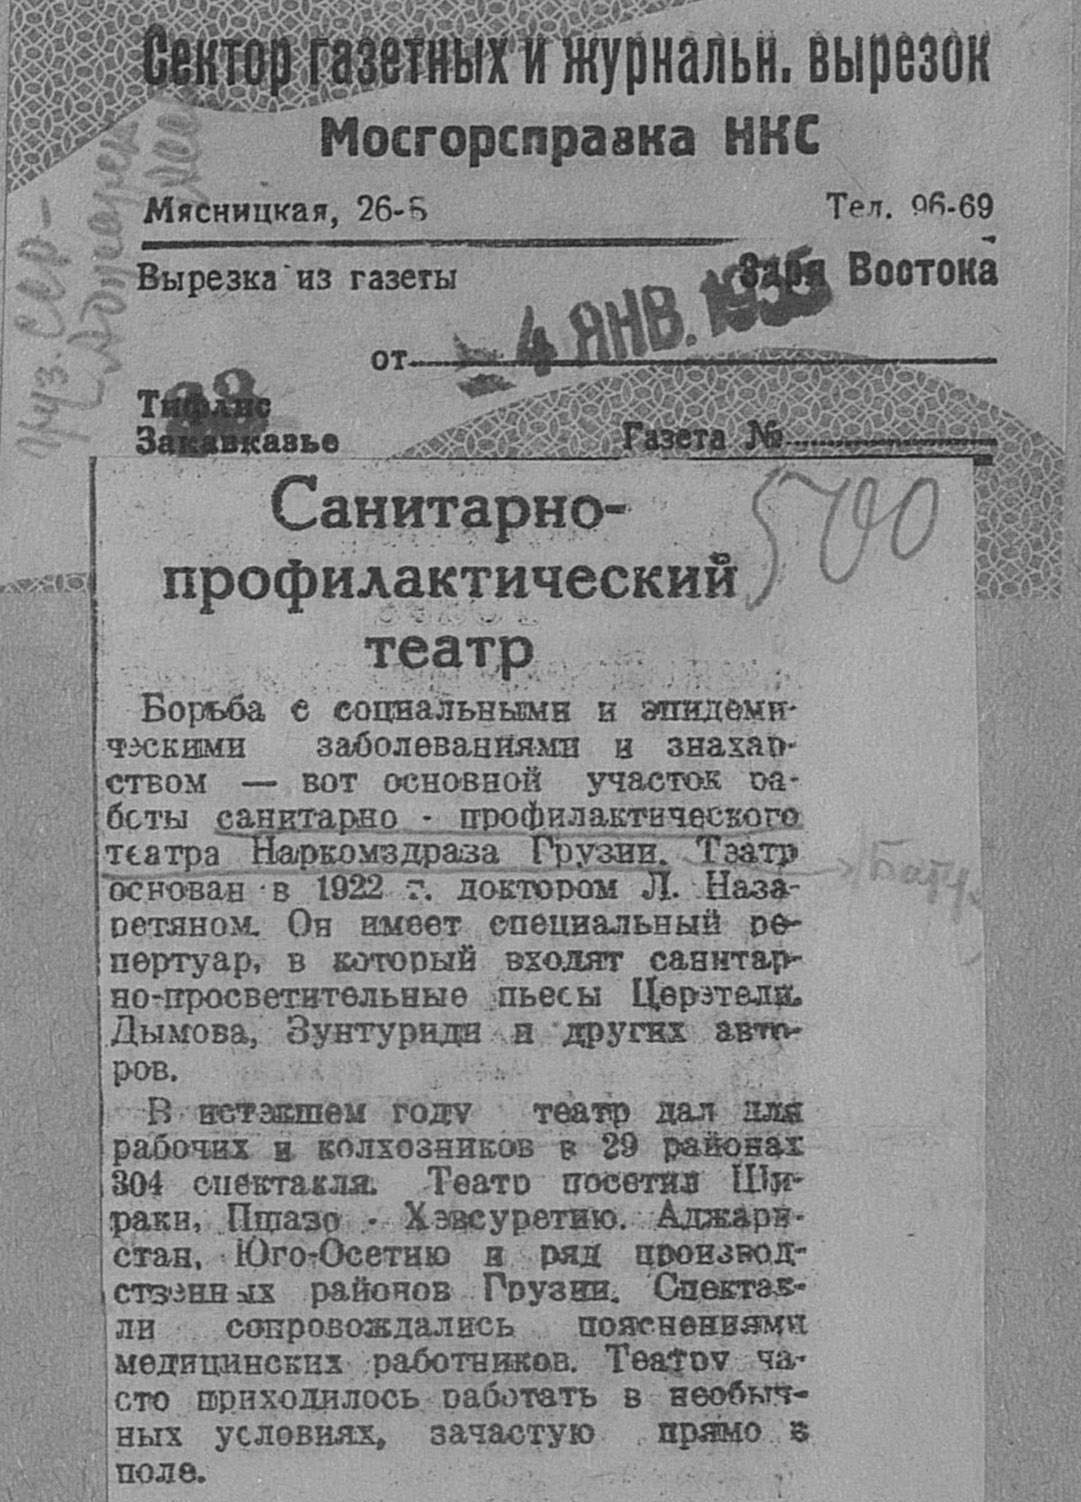 Сектор газетных и журнальн. вырезок
Мосгорсправка НКС
Мясницкая, 26-Б Тел. 96-69
Вырезка из газеты Заря Востока
от 4 ЯНВ. 1935
Тифлис
Закавказье Газета №
Санитарно-
профилактический
театр
Борьба с социальными и эпидеми-
ческими заболеваниями и знахар-
ством — вот основной участок ра-
боты санитарно - профилактического
театра Наркомздрава Грузии. Театр
основан в 1922 г. доктором Л. Наза-
ретяном. Он имеет специальный ре-
пертуар, в который входят санитар-
но-просветительные пьесы Церетели,
Дымова, Зунтуриди и других авто-
ров.
В истекшем году театр дал для
рабочих и колхозников в 29 районах
304 спектакля. Театр посетил Ши-
раки, Пшаво - Хевсуретию, Аджари-
стан, Юго-Осетию и ряд производ-
ственных районов Грузии. Спектак-
ли сопровождались пояснениями
медицинских работников. Театру ча-
сто приходилось работать в необыч-
ных условиях, зачастую прямо в
поле.